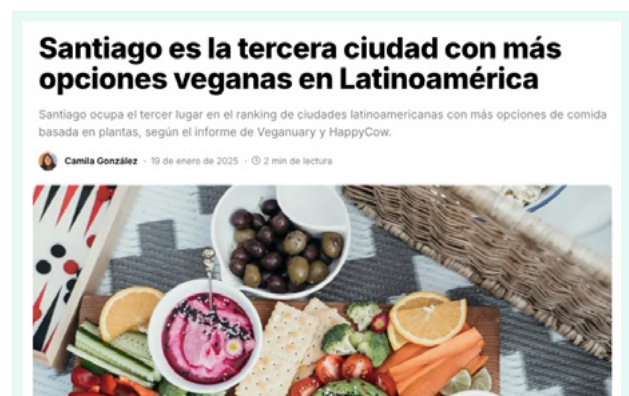 Santiago es la tercera ciudad con más
opciones veganas en Latinoamérica
Santiago ocupa el tercer lugar en el ranking de ciudades latinoamericanas con más opciones de comida
basada en plantas, según el informe de Veganuary y HappyCow.
Camila González - 19 de enero de 2025 - 2 min de lectura